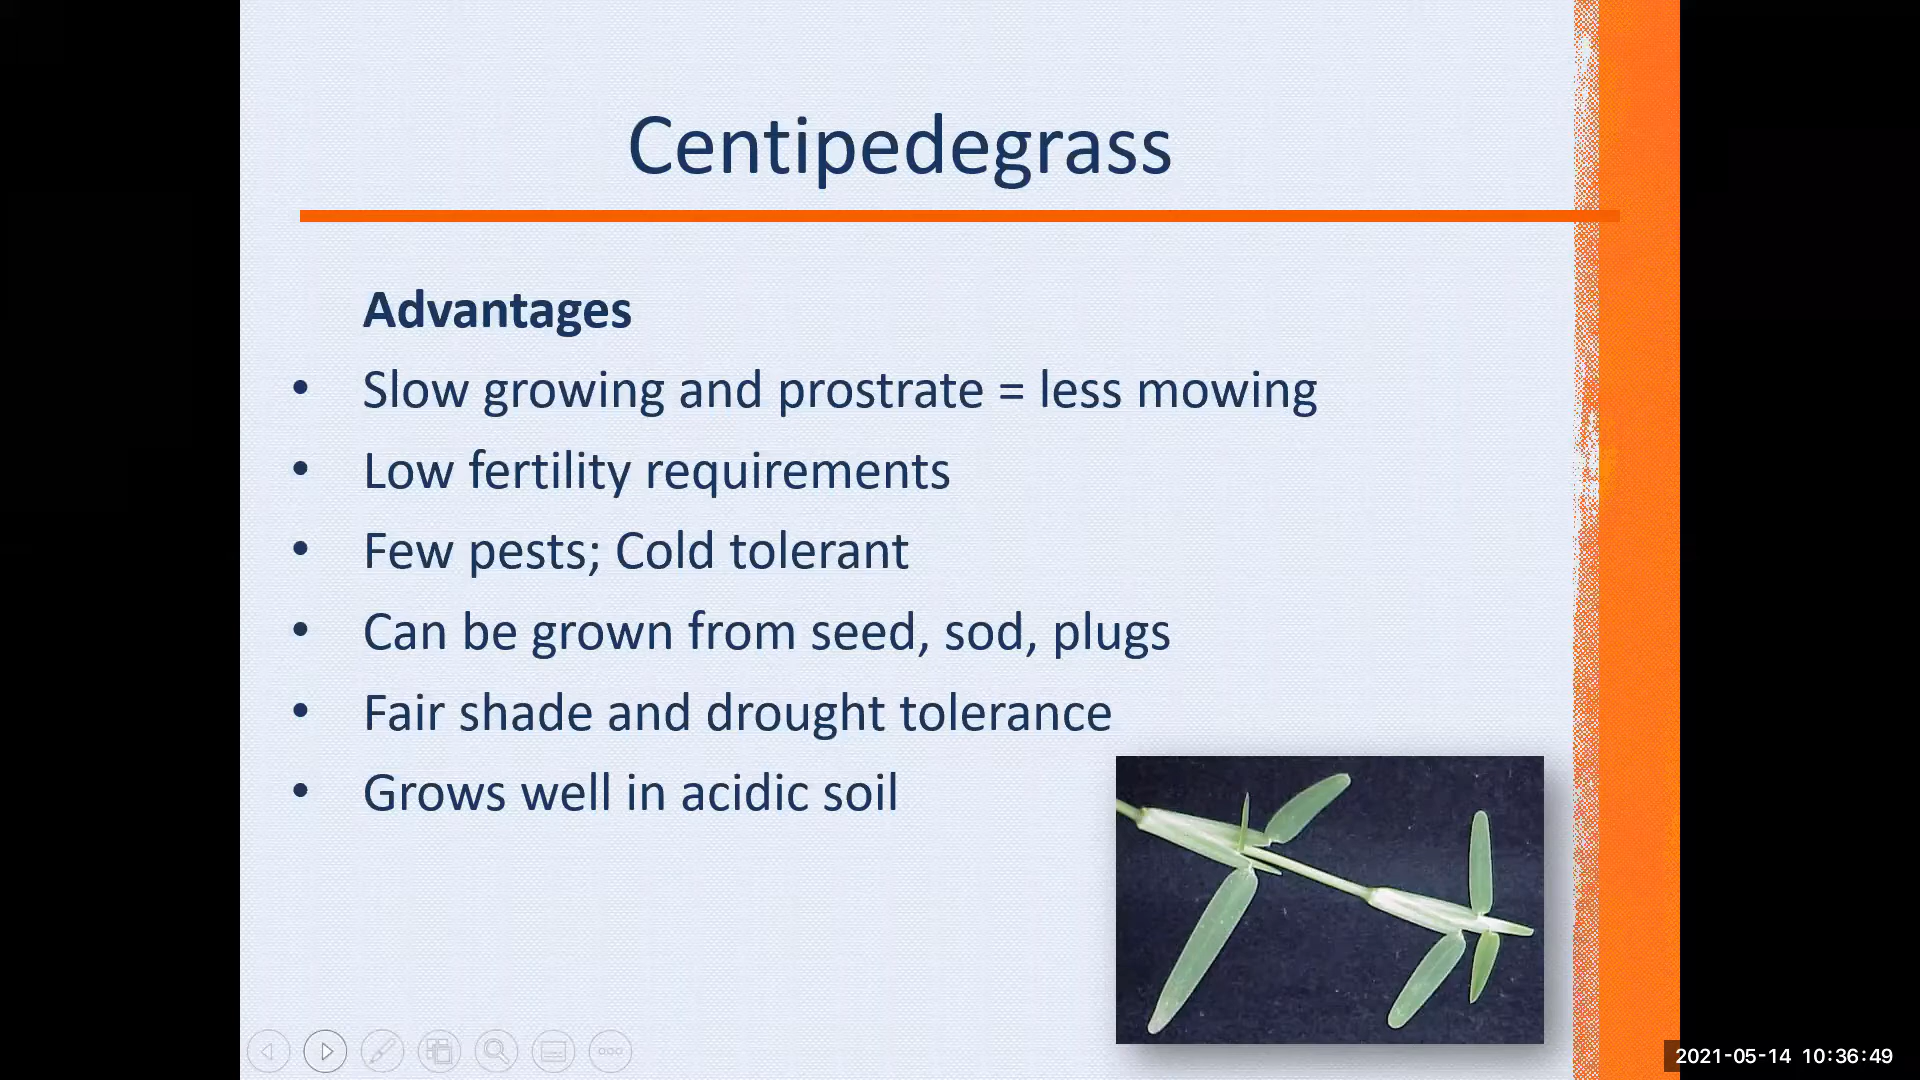 Centipedegrass
Advantages
• Slow growing and prostrate = less mowing
• Low fertility requirements
• Few pests; Cold tolerant
• Can be grown from seed, sod, plugs
• Fair shade and drought tolerance
• Grows well in acidic soil
2021-05-14 10:36:49